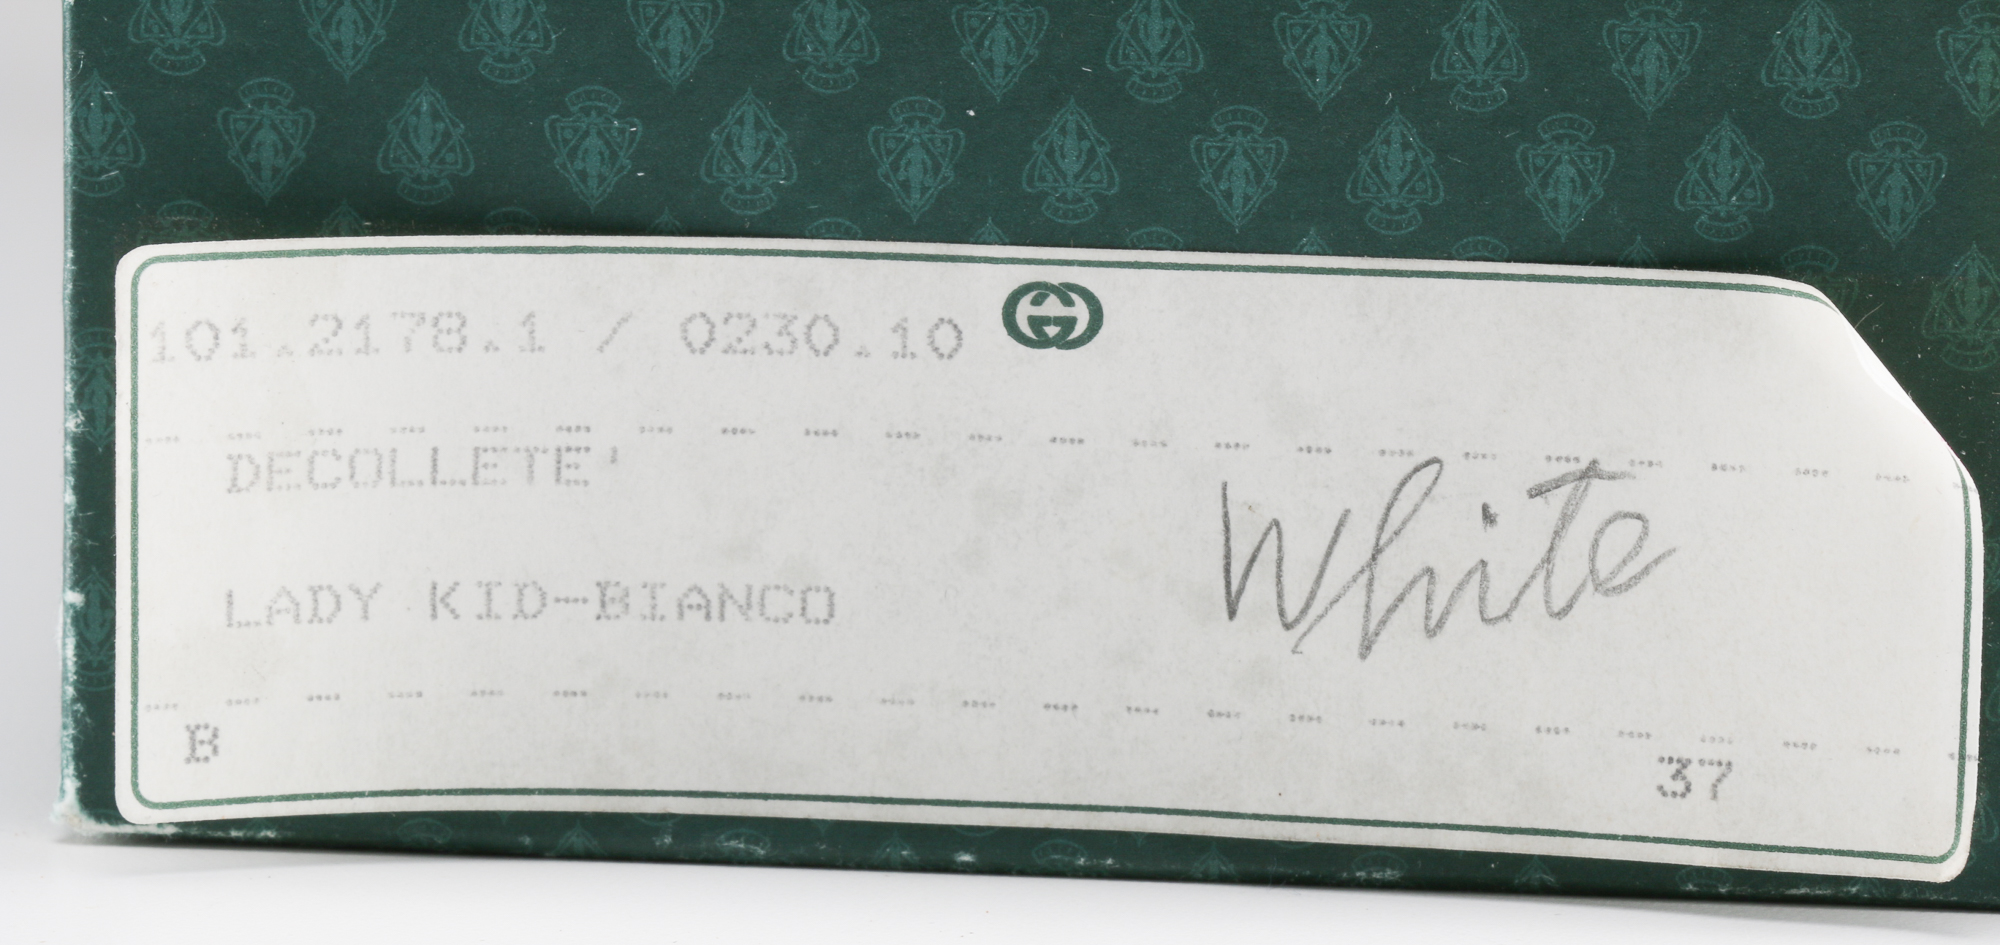 101.2178.1 / 0230.10
DECOLLETE'
White
LADY KID-BIANCO
B 37